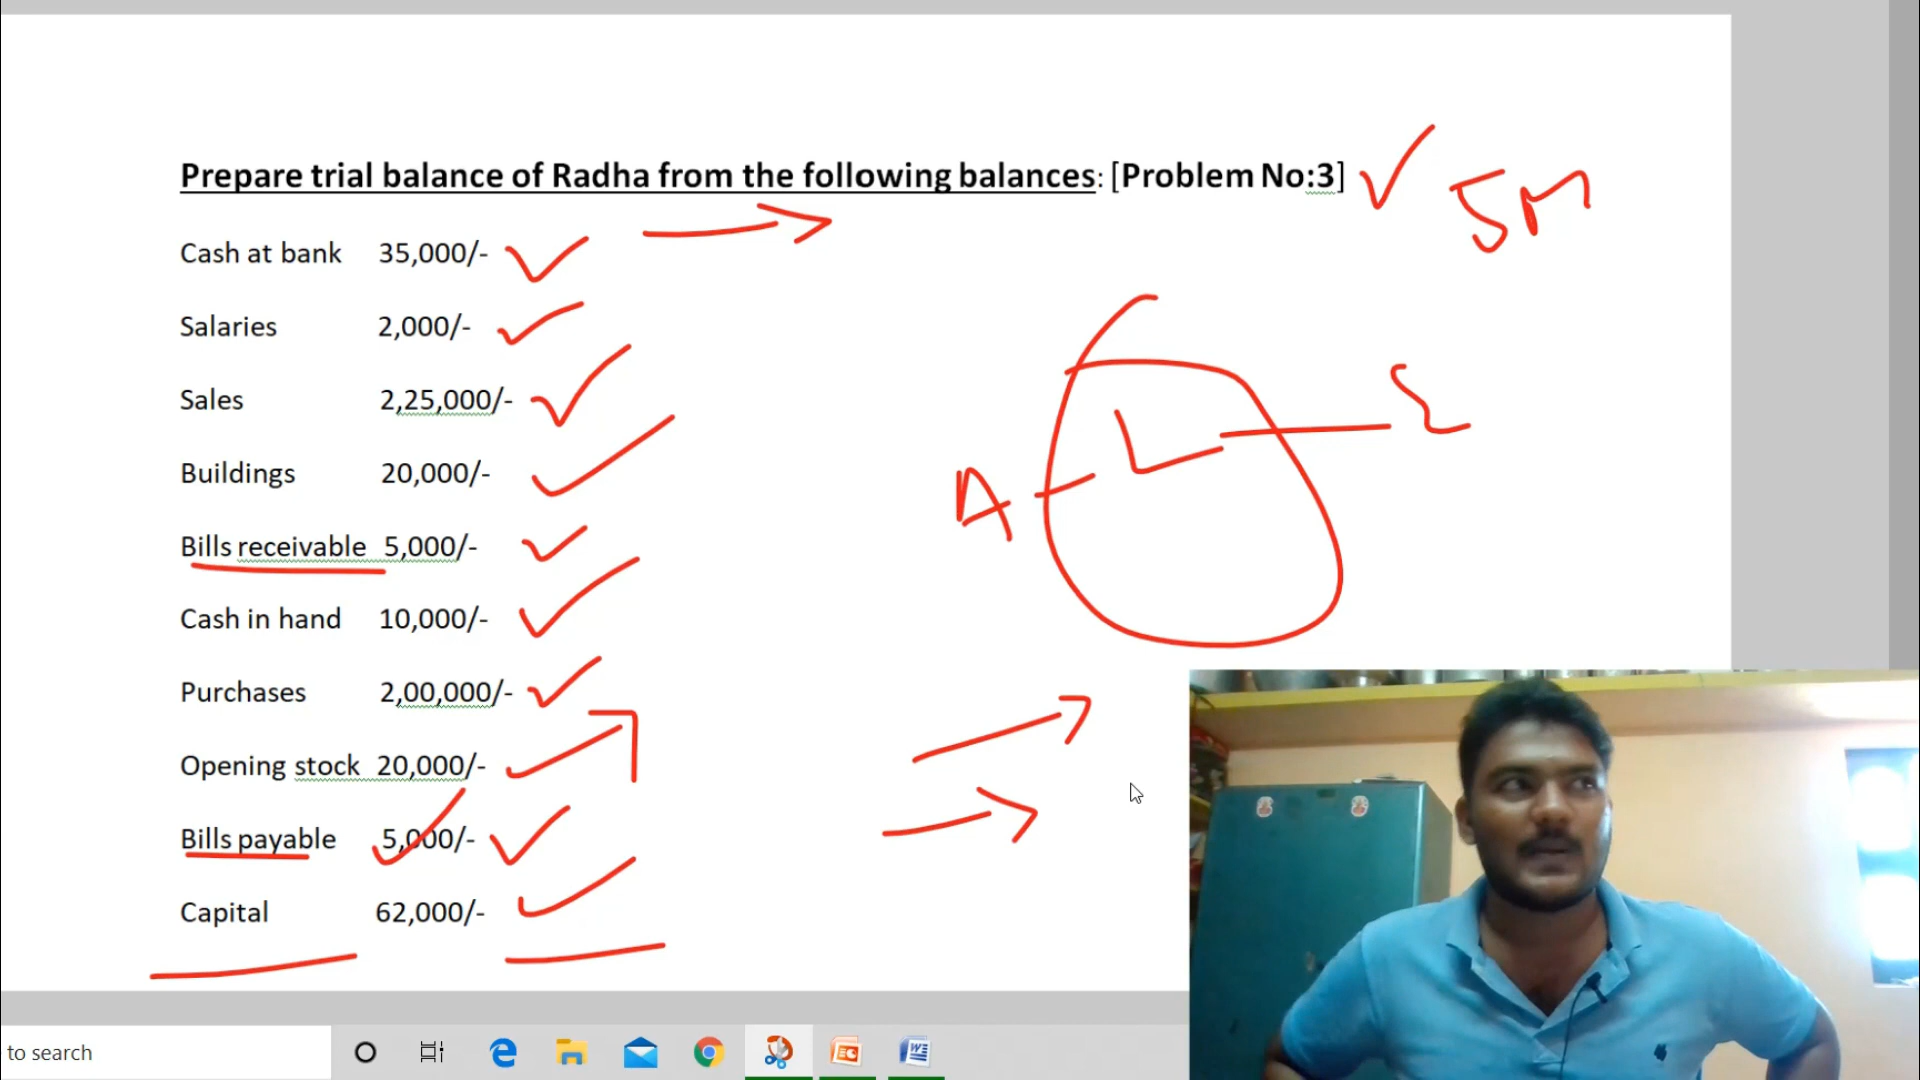 Prepare trial balance of Radha from the following balances: [Problem No:3]
5M
Cash at bank 35,000/-
Salaries 2,000/-
Sales 2,25,000/-
Buildings 20,000/-
Bills receivable 5,000/-
Cash in hand 10,000/-
Purchases 2,00,000/-
Opening stock 20,000/-
Bills payable 5,000/-
Capital 62,000/-
A
L
to search